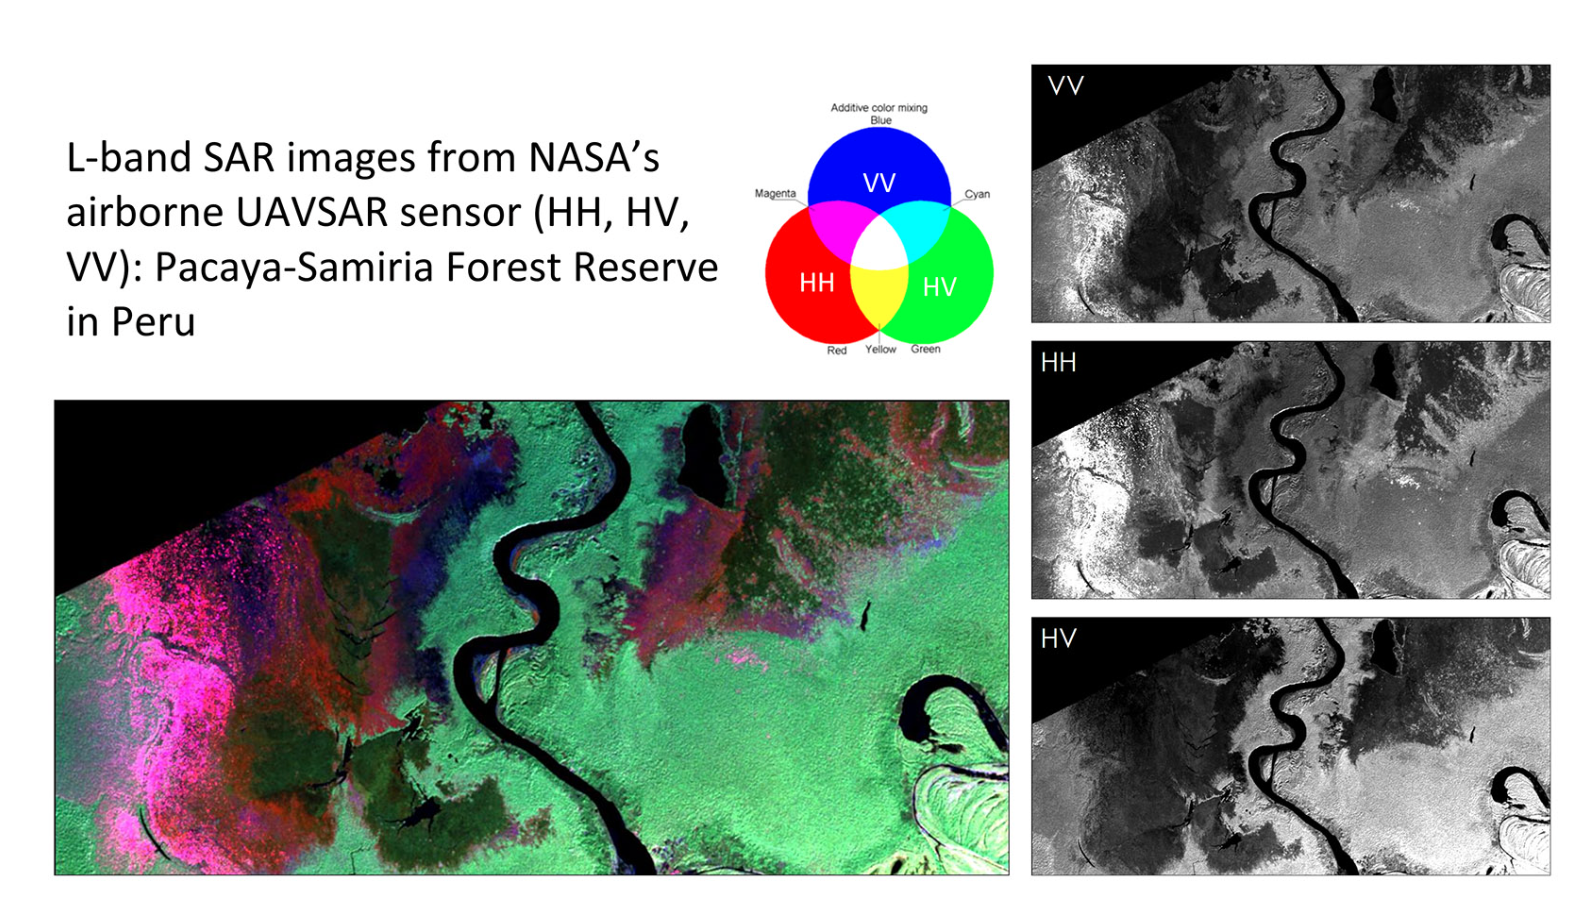 L-band SAR images from NASA’s
airborne UAVSAR sensor (HH, HV,
VV): Pacaya-Samiria Forest Reserve
in Peru
Additive color mixing
Blue
VV
Magenta
Cyan
HH
HV
Red
Yellow
Green
VV
HH
HV